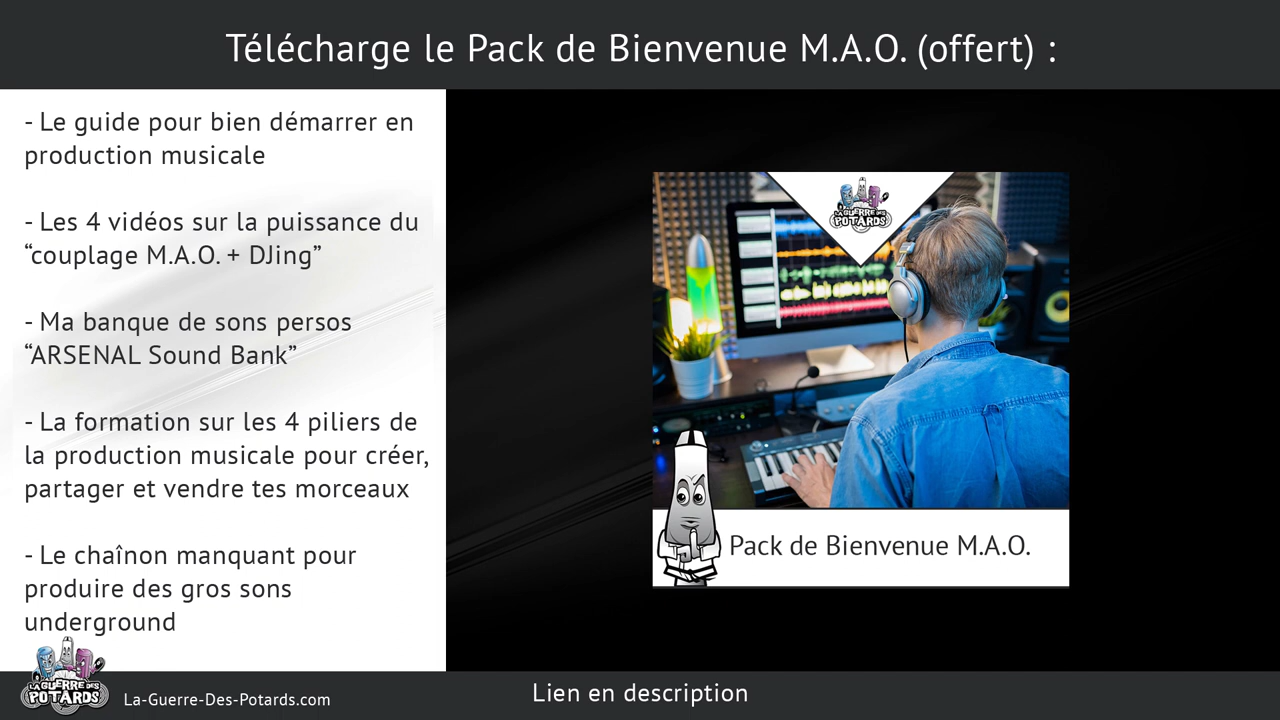 Télécharge le Pack de Bienvenue M.A.O. (offert) :
- Le guide pour bien démarrer en
production musicale
- Les 4 vidéos sur la puissance du
“couplage M.A.O. + DJing”
- Ma banque de sons persos
“ARSENAL Sound Bank”
- La formation sur les 4 piliers de
la production musicale pour créer,
partager et vendre tes morceaux
- Le chaînon manquant pour
produire des gros sons
underground
LA GUERRE DES
POTARDS
Pack de Bienvenue M.A.O.
LA GUERRE DES
POTARDS
La-Guerre-Des-Potards.com
Lien en description